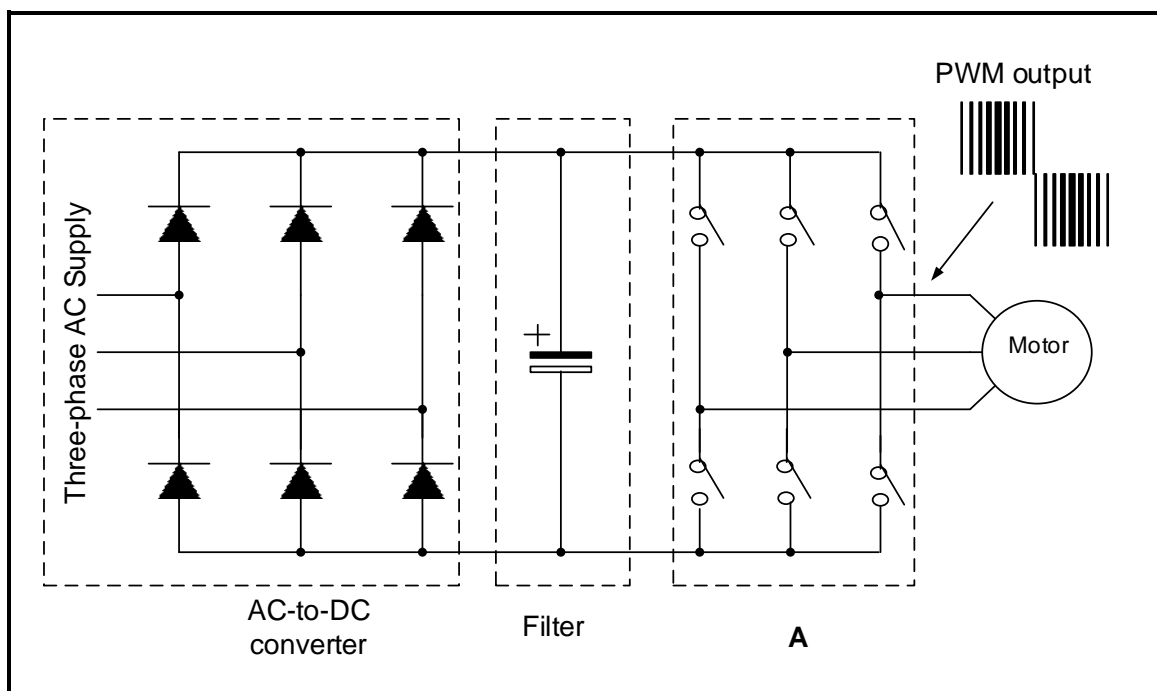 PWM output
Three-phase AC Supply
+
Motor
AC-to-DC
converter
Filter
A